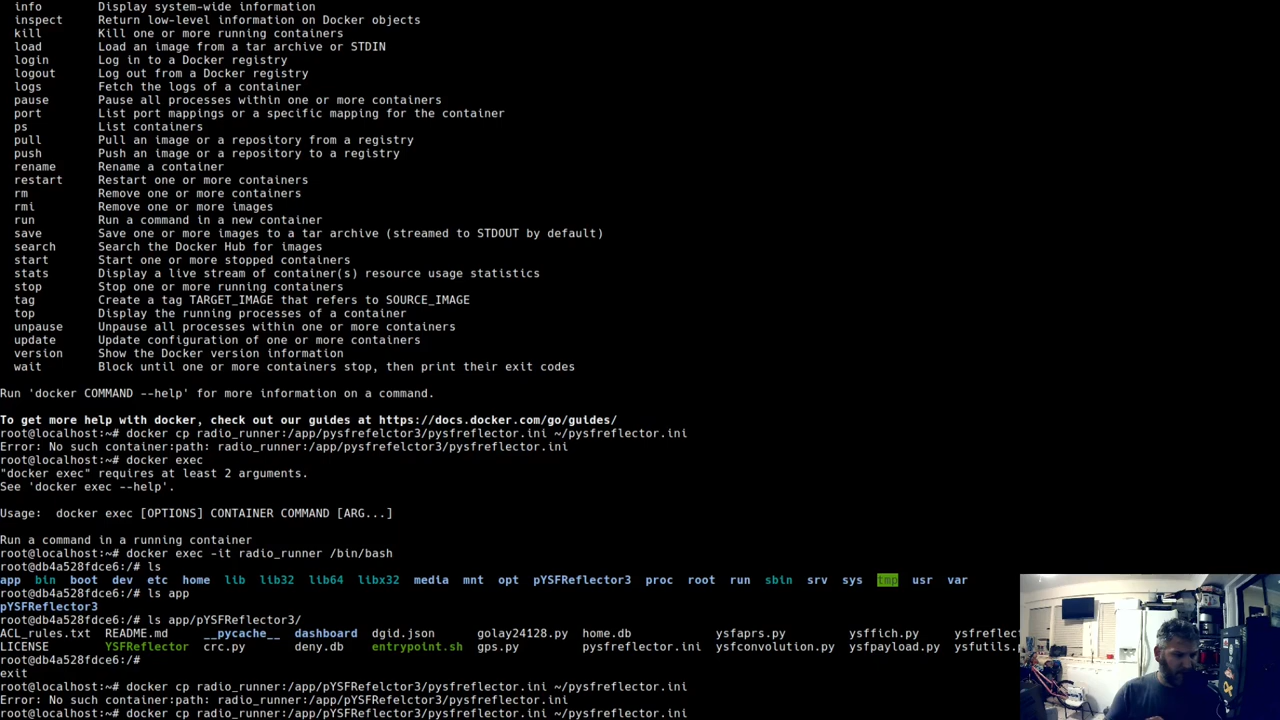 info        Display system-wide information
inspect     Return low-level information on Docker objects
kill        Kill one or more running containers
load        Load an image from a tar archive or STDIN
login       Log in to a Docker registry
logout      Log out from a Docker registry
logs        Fetch the logs of a container
pause       Pause all processes within one or more containers
port        List port mappings or a specific mapping for the container
ps          List containers
pull        Pull an image or a repository from a registry
push        Push an image or a repository to a registry
rename      Rename a container
restart     Restart one or more containers
rm          Remove one or more containers
rmi         Remove one or more images
run         Run a command in a new container
save        Save one or more images to a tar archive (streamed to STDOUT by default)
search      Search the Docker Hub for images
start       Start one or more stopped containers
stats       Display a live stream of container(s) resource usage statistics
stop        Stop one or more running containers
tag         Create a tag TARGET_IMAGE that refers to SOURCE_IMAGE
top         Display the running processes of a container
unpause     Unpause all processes within one or more containers
update      Update configuration of one or more containers
version     Show the Docker version information
wait        Block until one or more containers stop, then print their exit codes
Run 'docker COMMAND --help' for more information on a command.
To get more help with docker, check out our guides at https://docs.docker.com/go/guides/
root@localhost:~# docker cp radio_runner:/app/pysfrefelctor3/pysfreflector.ini ~/pysfreflector.ini
Error: No such container:path: radio_runner:/app/pysfrefelctor3/pysfreflector.ini
root@localhost:~# docker exec
"docker exec" requires at least 2 arguments.
See 'docker exec --help'.
Usage:  docker exec [OPTIONS] CONTAINER COMMAND [ARG...]
Run a command in a running container
root@localhost:~# docker exec -it radio_runner /bin/bash
root@db4a528fdce6:/# ls
app  bin  boot  dev  etc  home  lib  lib32  lib64  libx32  media  mnt  opt  pYSFReflector3  proc  root  run  sbin  srv  sys  tmp  usr  var
root@db4a528fdce6:/# ls app
pYSFReflector3
root@db4a528fdce6:/# ls app/pYSFReflector3/
ACL_rules.txt  README.md  __pycache__  dashboard  dgid.json  golay24128.py  home.db  ysfaprs.py  ysffich.py  ysfreflect
LICENSE  YSFReflector  crc.py  deny.db  entrypoint.sh  gps.py  pysfreflector.ini  ysfconvolution.py  ysfpayload.py  ysfutils.p
root@db4a528fdce6:/#
exit
root@localhost:~# docker cp radio_runner:/app/pYSFRefelctor3/pysfreflector.ini ~/pysfreflector.ini
Error: No such container:path: radio_runner:/app/pYSFRefelctor3/pysfreflector.ini
root@localhost:~# docker cp radio_runner:/app/pYSFRefelctor3/pysfreflector.ini ~/pysfreflector.ini